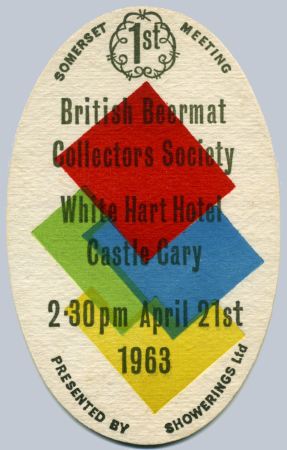 SOMERSET 1st MEETING
British Beermat
Collectors Society
White Hart Hotel
Castle Cary
2·30pm April 21st
1963
PRESENTED BY SHOWERINGS Ltd